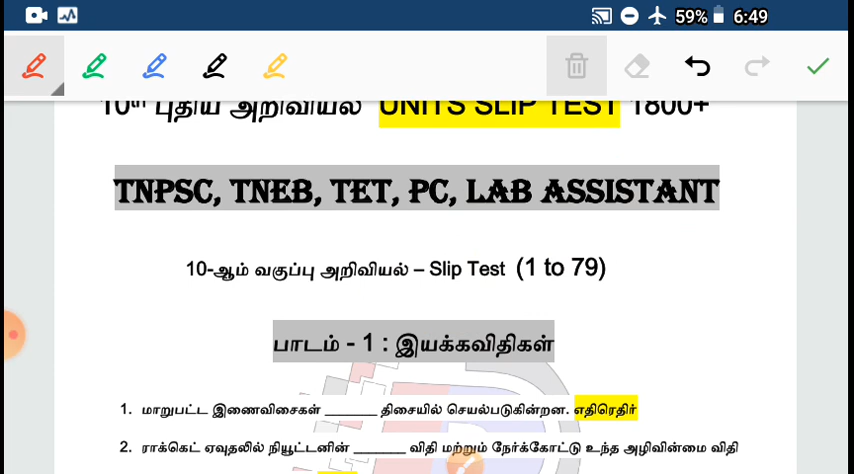 59% 6:49
10th புதிய அறிவியல் UNITS SLIP TEST 1800+
TNPSC, TNEB, TET, PC, LAB ASSISTANT
10-ஆம் வகுப்பு அறிவியல் – Slip Test (1 to 79)
பாடம் - 1 : இயக்கவிதிகள்
1. மாறுபட்ட இணைவிசைகள் _______ திசையில் செயல்படுகின்றன. எதிரெதிர்
2. ராக்கெட் ஏவுதலில் நியூட்டனின் _______ விதி மற்றும் நேர்க்கோட்டு உந்த அழிவின்மை விதி